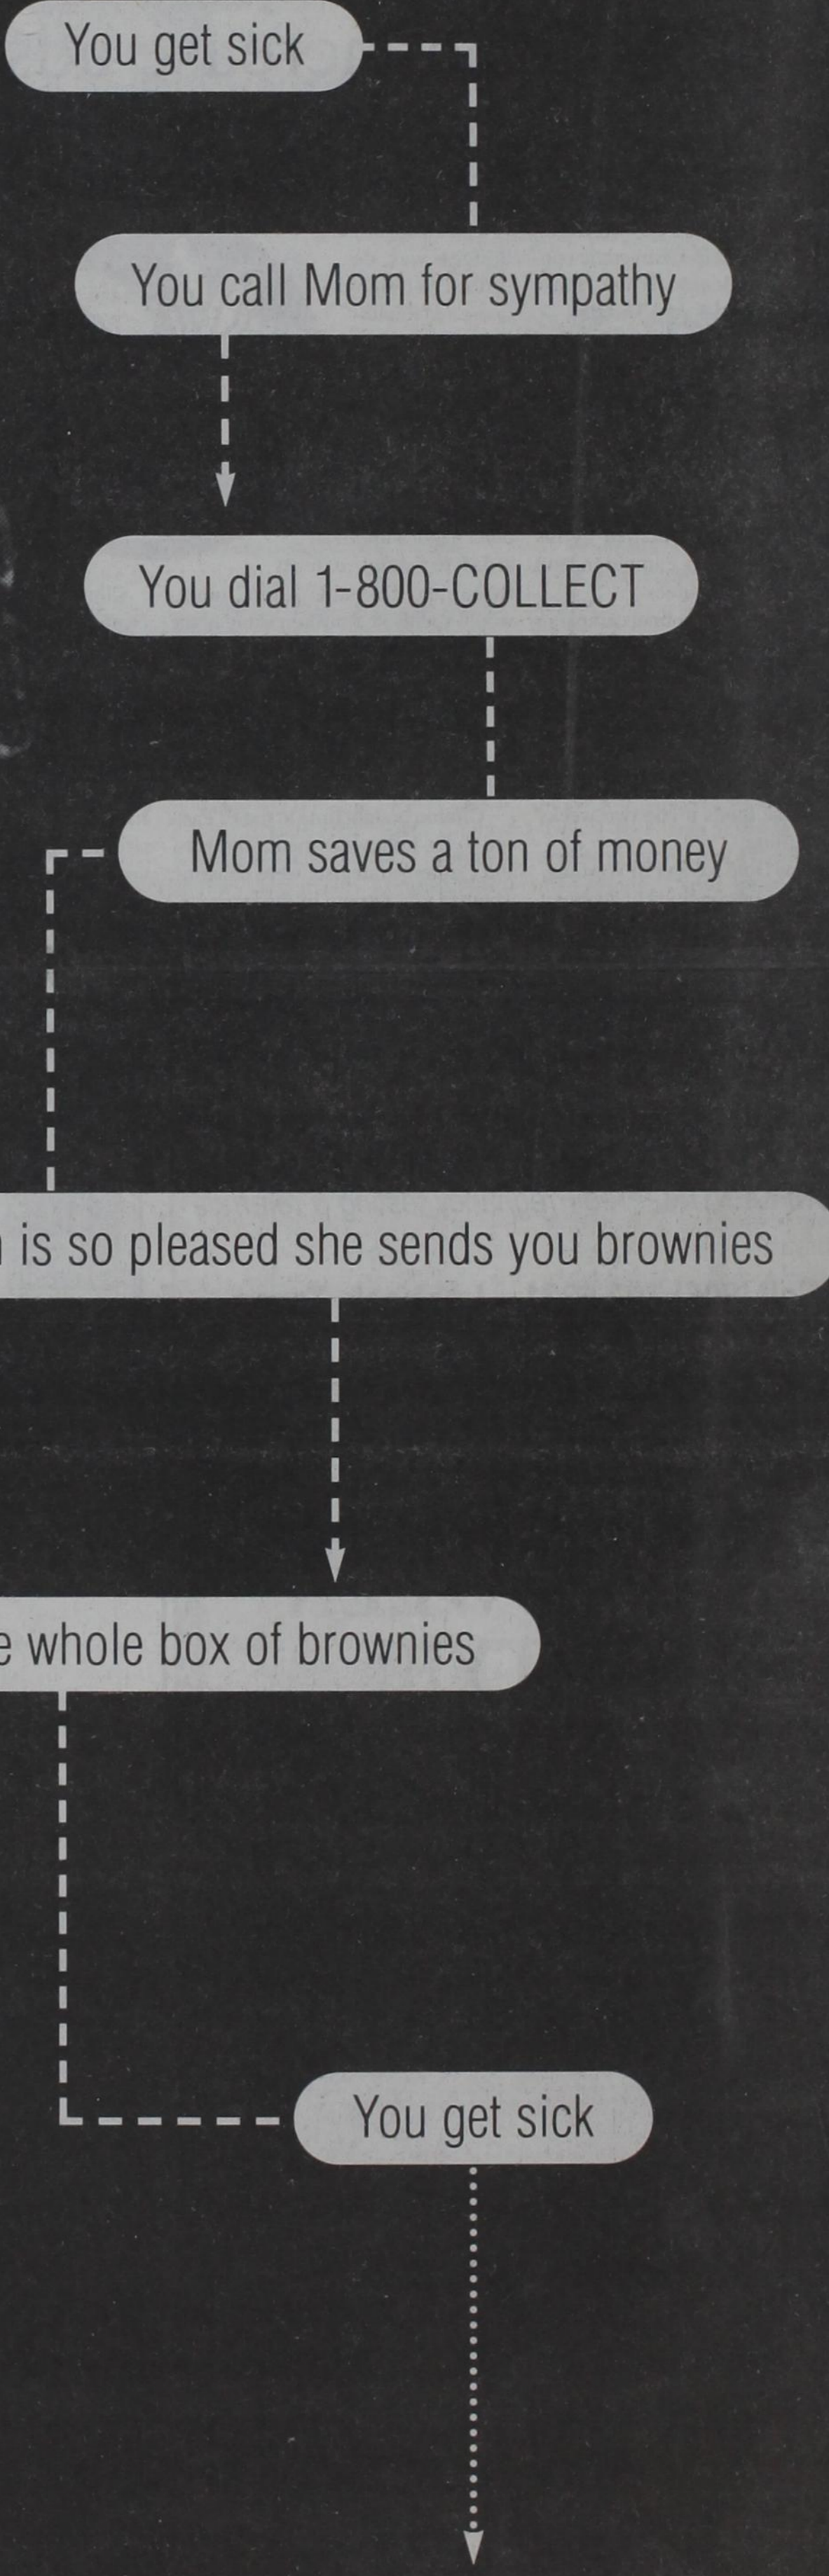 You get sick
You call Mom for sympathy
You dial 1-800-COLLECT
Mom saves a ton of money
is so pleased she sends you brownies
whole box of brownies
You get sick